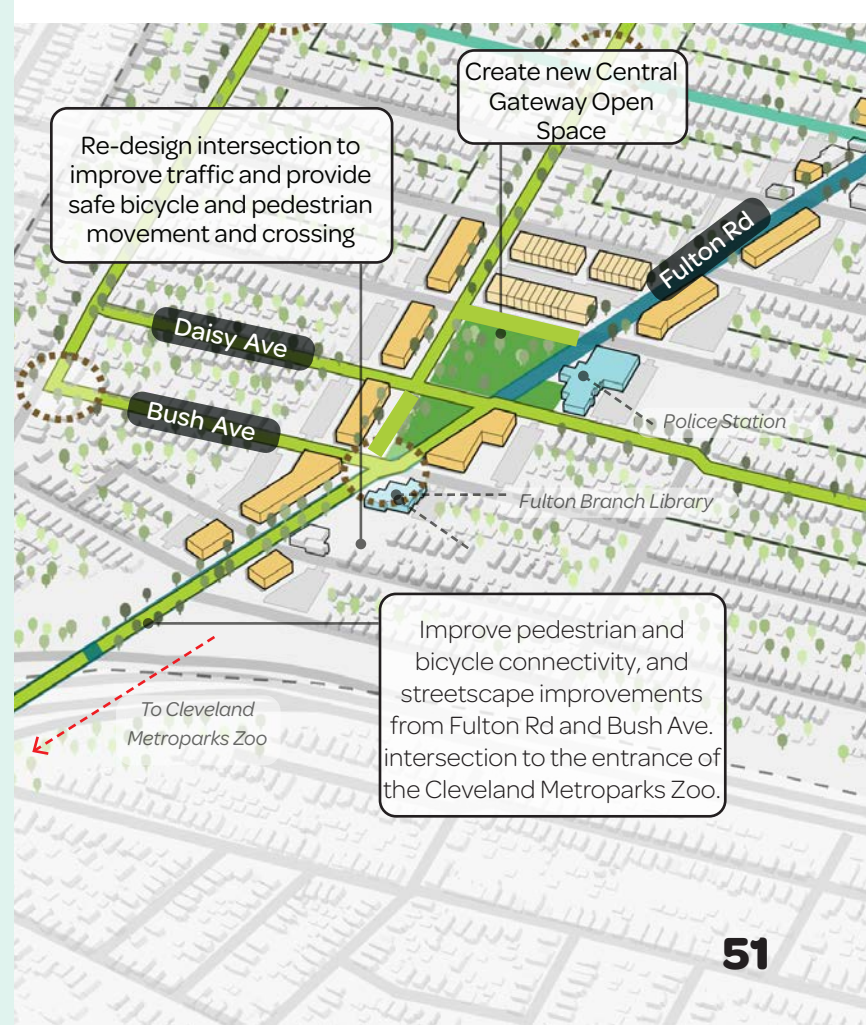 Create new Central
Gateway Open
Space
Re-design intersection to
improve traffic and provide
safe bicycle and pedestrian
movement and crossing
Fulton Rd
Daisy Ave
Bush Ave
Police Station
Fulton Branch Library
Improve pedestrian and
bicycle connectivity, and
streetscape improvements
from Fulton Rd and Bush Ave.
intersection to the entrance of
the Cleveland Metroparks Zoo.
To Cleveland
Metroparks Zoo
51